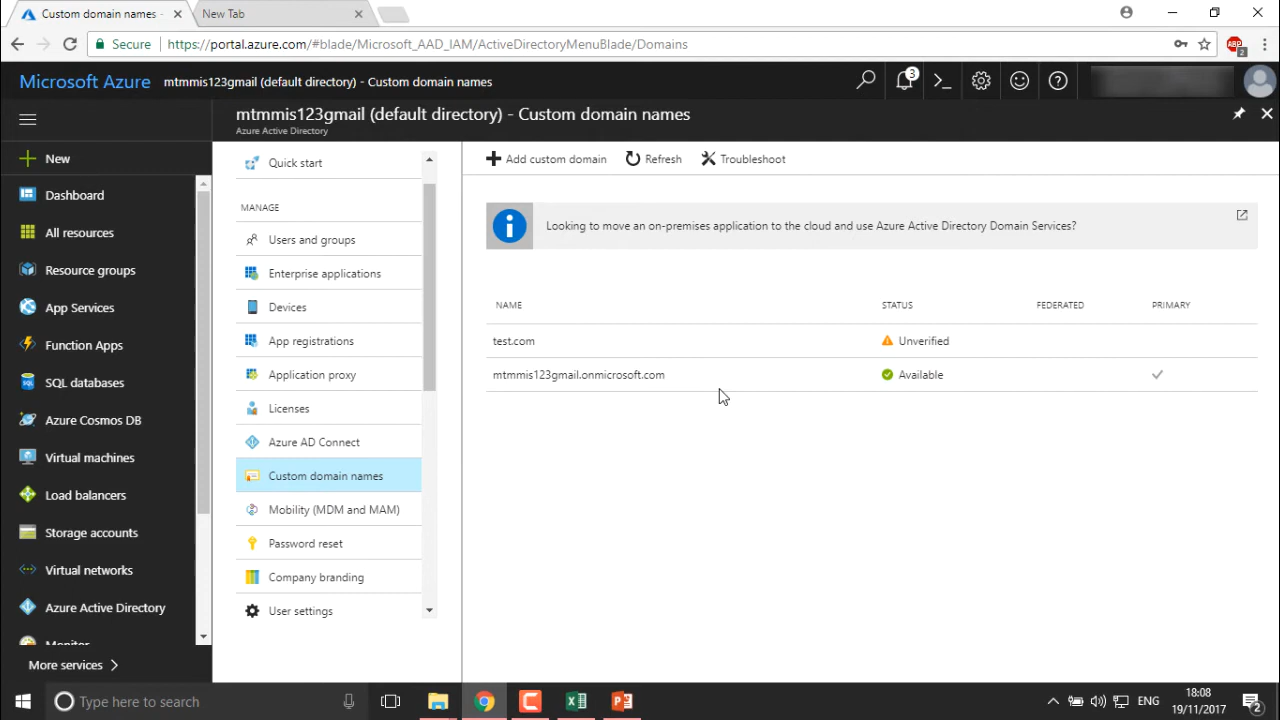 Custom domain names -
New Tab
Secure
https://portal.azure.com/#blade/Microsoft_AAD_IAM/ActiveDirectoryMenuBlade/Domains
ABP
2
Microsoft Azure
mtmmis123gmail (default directory) - Custom domain names
3
mtmmis123gmail (default directory) - Custom domain names
Azure Active Directory
New
Dashboard
All resources
Resource groups
App Services
Function Apps
SQL databases
Azure Cosmos DB
Virtual machines
Load balancers
Storage accounts
Virtual networks
Azure Active Directory
Monitor
More services
Quick start
MANAGE
Users and groups
Enterprise applications
Devices
App registrations
Application proxy
Licenses
Azure AD Connect
Custom domain names
Mobility (MDM and MAM)
Password reset
Company branding
User settings
Add custom domain
Refresh
Troubleshoot
Looking to move an on-premises application to the cloud and use Azure Active Directory Domain Services?
NAME STATUS FEDERATED PRIMARY
test.com Unverified
mtmmis123gmail.onmicrosoft.com Available
Type here to search
ENG
18:08
19/11/2017
2